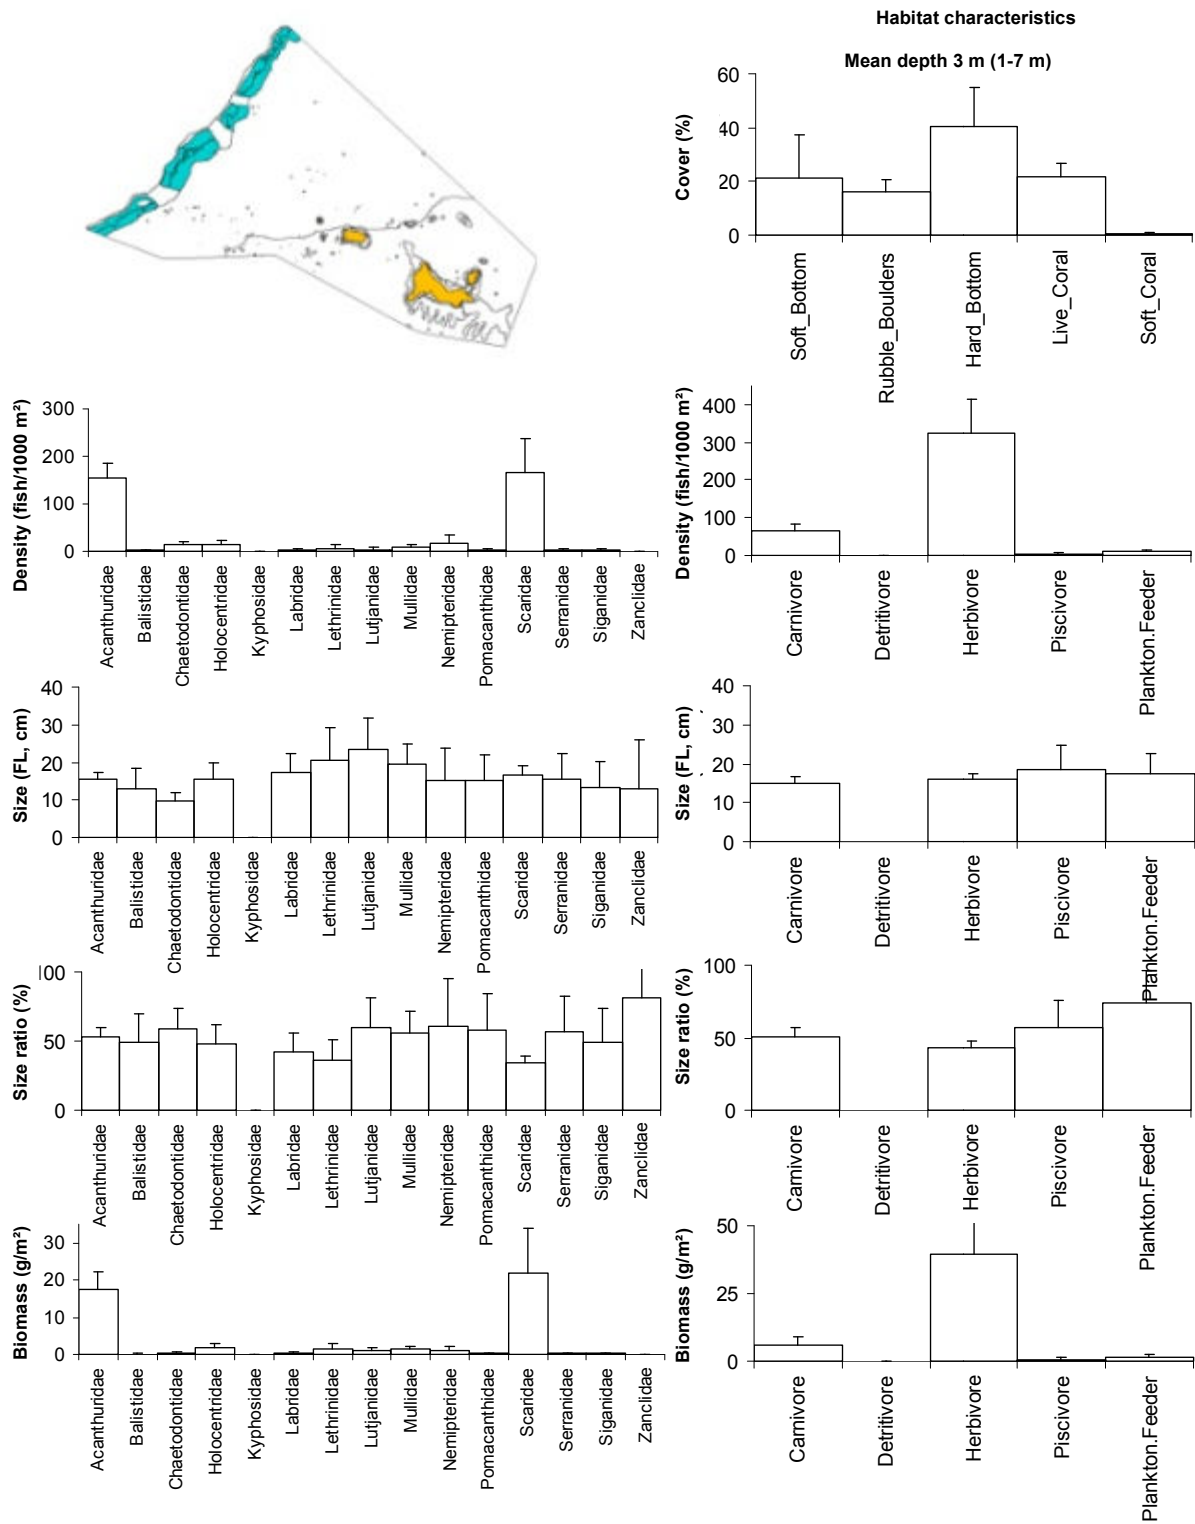 Habitat characteristics
Mean depth 3 m (1-7 m)
Cover (%)
60
40
20
0
Soft_Bottom
Rubble_Boulders
Hard_Bottom
Live_Coral
Soft_Coral
Density (fish/1000 m²)
300
200
100
0
Acanthuridae
Balistidae
Chaetodontidae
Holocentridae
Kyphosidae
Labridae
Lethrinidae
Lutjanidae
Mullidae
Nemipteridae
Pomacanthidae
Scaridae
Serranidae
Siganidae
Zanclidae
Density (fish/1000 m²)
400
300
200
100
0
Carnivore
Detritivore
Herbivore
Piscivore
Plankton.Feeder
Size (FL, cm)
40
30
20
10
0
Acanthuridae
Balistidae
Chaetodontidae
Holocentridae
Kyphosidae
Labridae
Lethrinidae
Lutjanidae
Mullidae
Nemipteridae
Pomacanthidae
Scaridae
Serranidae
Siganidae
Zanclidae
Size (FL, cm)
40
30
20
10
0
Carnivore
Detritivore
Herbivore
Piscivore
Plankton.Feeder
Size ratio (%)
100
50
0
Acanthuridae
Balistidae
Chaetodontidae
Holocentridae
Kyphosidae
Labridae
Lethrinidae
Lutjanidae
Mullidae
Nemipteridae
Pomacanthidae
Scaridae
Serranidae
Siganidae
Zanclidae
Size ratio (%)
100
50
0
Carnivore
Detritivore
Herbivore
Piscivore
Plankton.Feeder
Biomass (g/m²)
30
20
10
0
Acanthuridae
Balistidae
Chaetodontidae
Holocentridae
Kyphosidae
Labridae
Lethrinidae
Lutjanidae
Mullidae
Nemipteridae
Pomacanthidae
Scaridae
Serranidae
Siganidae
Zanclidae
Biomass (g/m²)
50
25
0
Carnivore
Detritivore
Herbivore
Piscivore
Plankton.Feeder